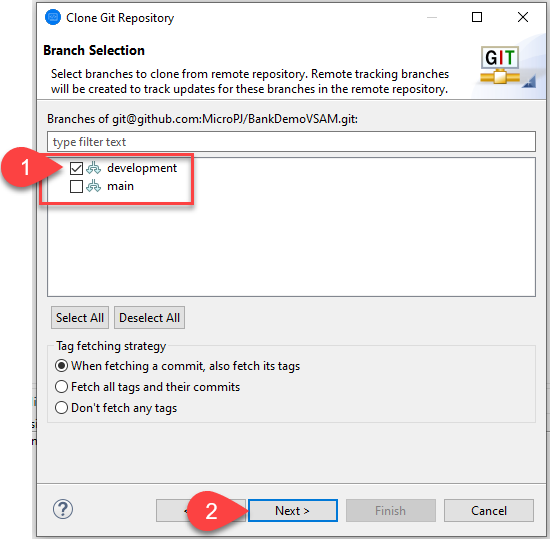 Clone Git Repository
Branch Selection
Select branches to clone from remote repository. Remote tracking branches
will be created to track updates for these branches in the remote repository.
GIT
Branches of git@github.com:MicroPJ/BankDemoVSAM.git:
type filter text
1
development
main
Select All
Deselect All
Tag fetching strategy
When fetching a commit, also fetch its tags
Fetch all tags and their commits
Don't fetch any tags
?
2
Next >
Finish
Cancel